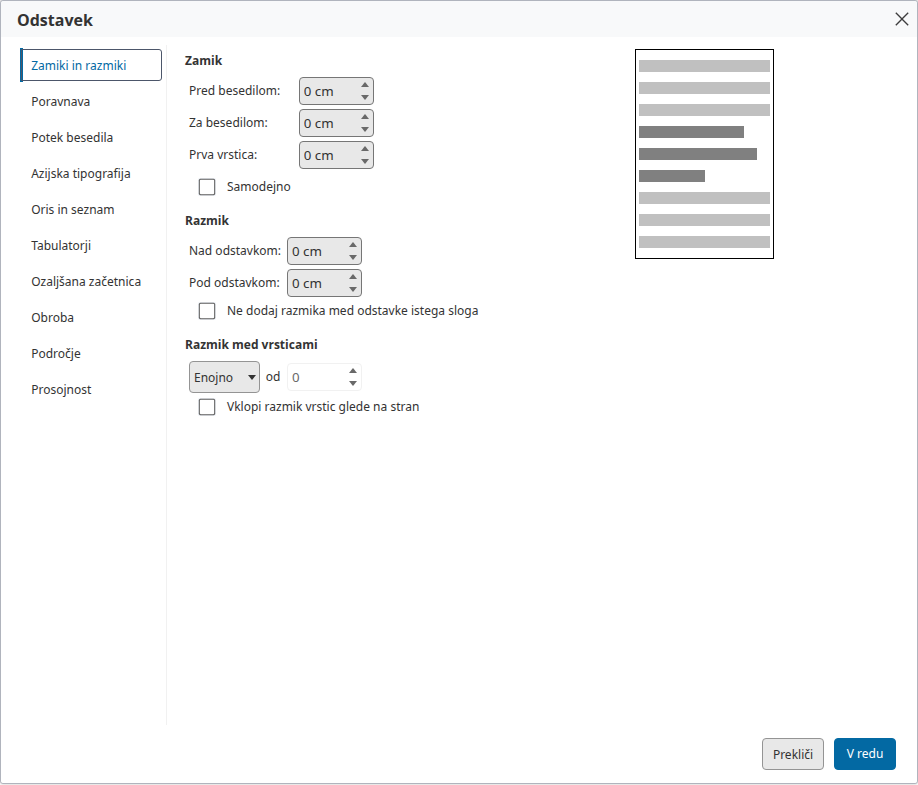 Odstavek
Zamiki in razmiki
Poravnava
Potek besedila
Azijska tipografija
Oris in seznam
Tabulatorji
Ozaljšana začetnica
Obroba
Področje
Prosojnost
Zamik
Pred besedilom: 0 cm
Za besedilom: 0 cm
Prva vrstica: 0 cm
Samodejno
Razmik
Nad odstavkom: 0 cm
Pod odstavkom: 0 cm
Ne dodaj razmika med odstavke istega sloga
Razmik med vrsticami
Enojno od 0
Vklopi razmik vrstic glede na stran
Prekliči V redu